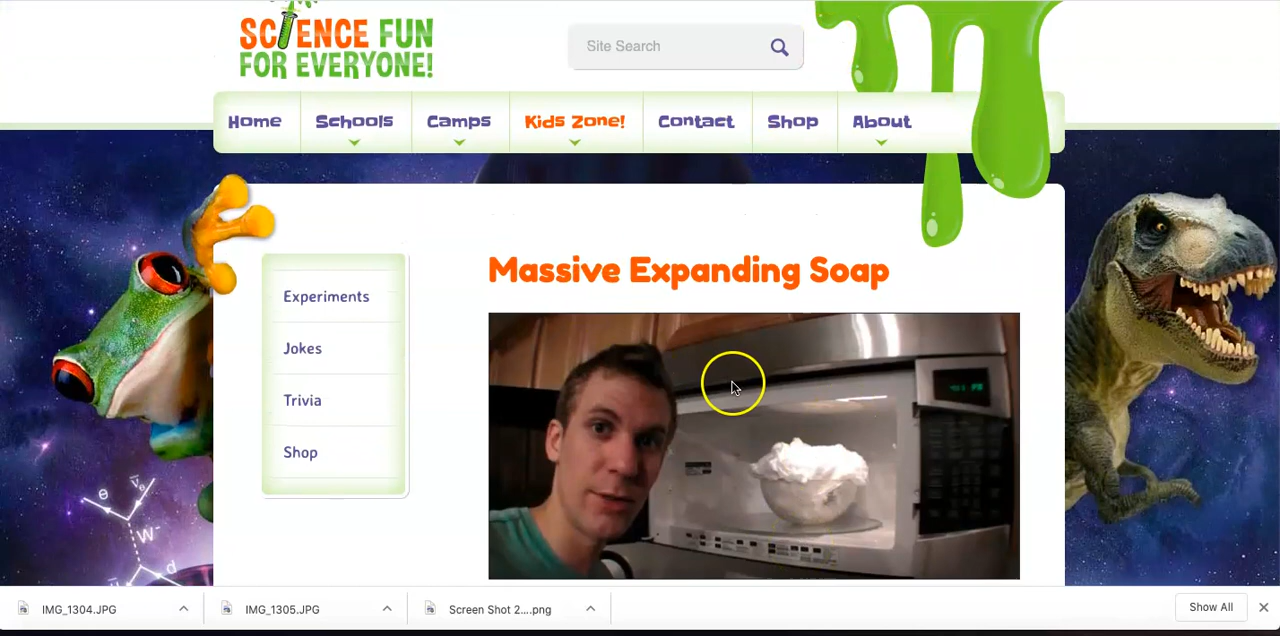 SCIENCE FUN
FOR EVERYONE!
Site Search
Home
Schools
Camps
Kids Zone!
Contact
Shop
About
Massive Expanding Soap
Experiments
Jokes
Trivia
Shop
θ
W-
d
IMG_1304.JPG
IMG_1305.JPG
Screen Shot 2....png
Show All